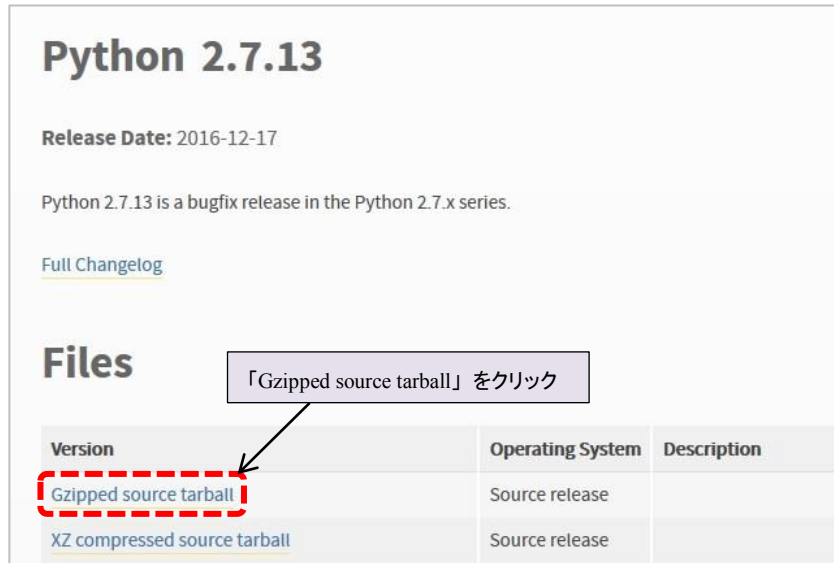 Python 2.7.13
Release Date: 2016-12-17
Python 2.7.13 is a bugfix release in the Python 2.7.x series.
Full Changelog
Files
「Gzipped source tarball」をクリック
Version Operating System Description
Gzipped source tarball Source release
XZ compressed source tarball Source release